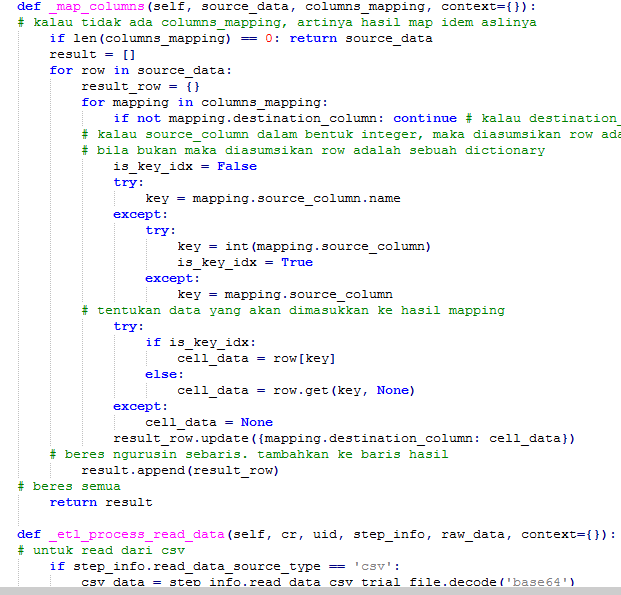 def _map_columns(self, source_data, columns_mapping, context={}):
# kalau tidak ada columns_mapping, artinya hasil map idem aslinya
if len(columns_mapping) == 0: return source_data
result = []
for row in source_data:
result_row = {}
for mapping in columns_mapping:
if not mapping.destination_column: continue # kalau destination_
# kalau source_column dalam bentuk integer, maka diasumsikan row ada
# bila bukan maka diasumsikan row adalah sebuah dictionary
is_key_idx = False
try:
key = mapping.source_column.name
except:
try:
key = int(mapping.source_column)
is_key_idx = True
except:
key = mapping.source_column
# tentukan data yang akan dimasukkan ke hasil mapping
try:
if is_key_idx:
cell_data = row[key]
else:
cell_data = row.get(key, None)
except:
cell_data = None
result_row.update({mapping.destination_column: cell_data})
# beres ngurusin sebaris. tambahkan ke baris hasil
result.append(result_row)
# beres semua
return result
def _etl_process_read_data(self, cr, uid, step_info, raw_data, context={}):
# untuk read dari csv
if step_info.read_data_source_type == 'csv':
csv_data = step_info.read_data_csv_trial_file.decode('base64')